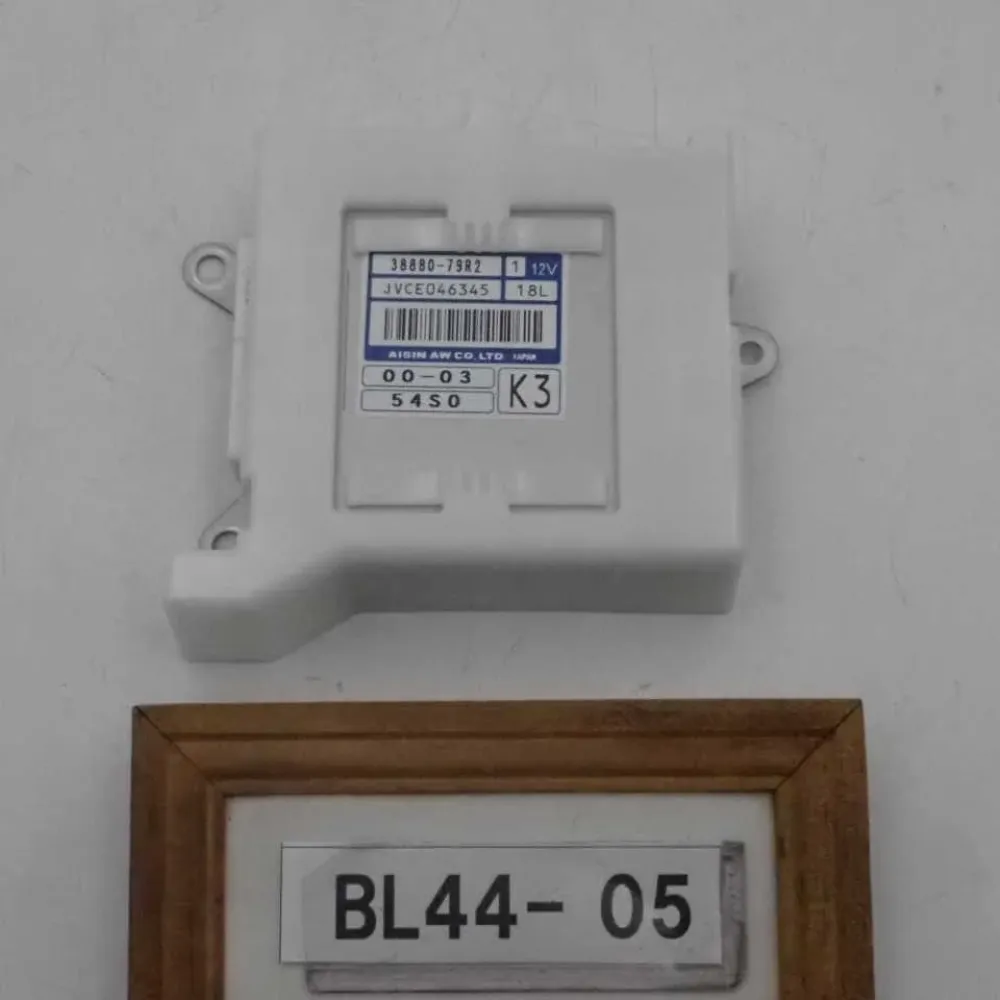 38880-79R2 1 12V
JVCE046345 18L
AISIN AW CO, LTD JAPAN
00-03
54S0 K3
BL44- 05